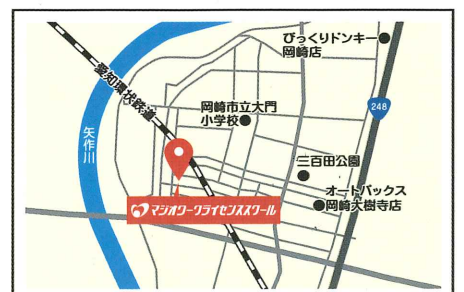 びっくりドンキー
岡崎店
愛知環状鉄道
248
岡崎市立大門
小学校
矢作川
三百田公園
オートバックス
岡崎大樹寺店
マジオワークライセンススクール